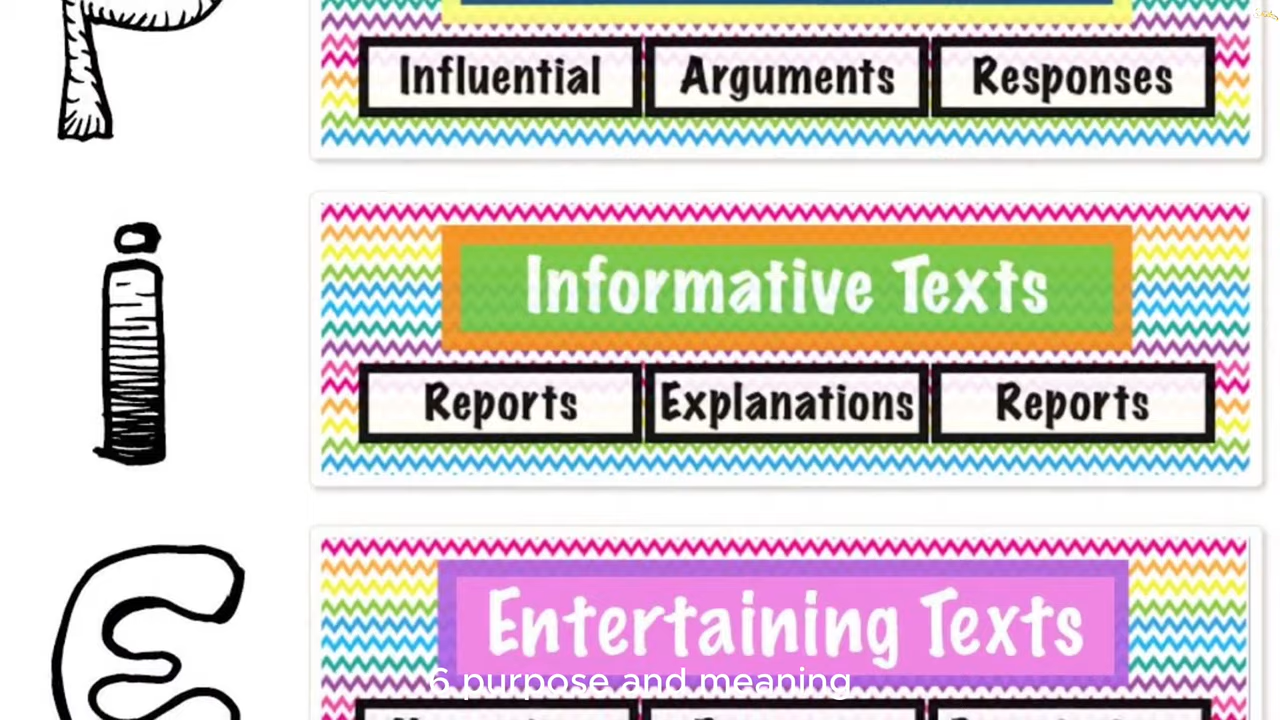 P
Influential Arguments Responses
i
Informative Texts
Reports Explanations Reports
E
Entertaining Texts
6 purpose and meaning